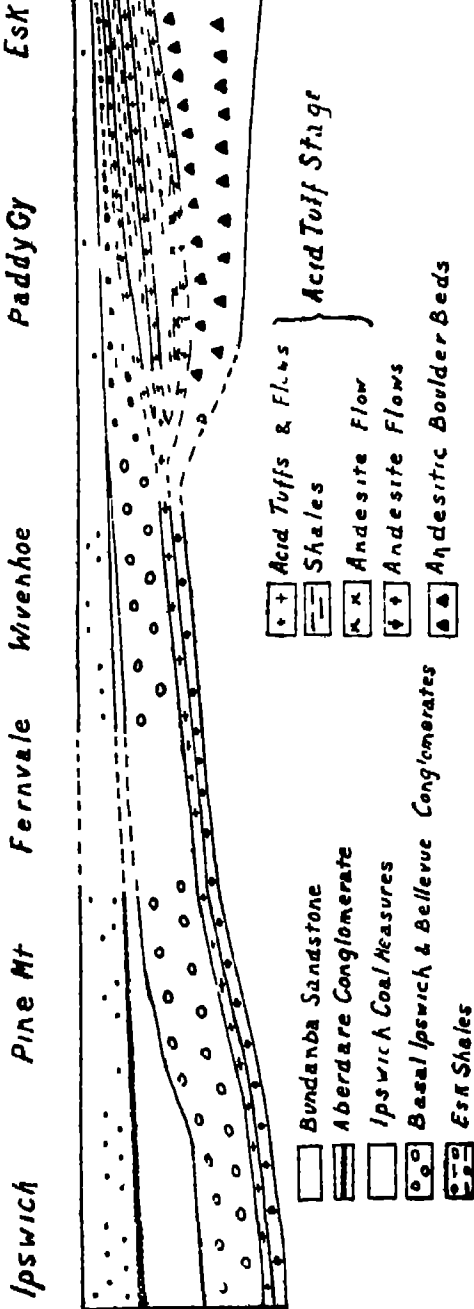 Ipswich
Pine Mt
Fernvale
Wivenhoe
Paddy Gy
Esk
Bundanba Sandstone
Aberdare Conglomerate
Ipswich Coal Measures
Basal Ipswich & Bellevue Conglomerates
Esk Shales
Acid Tuffs & Flows
Shales
Andesite Flow
Acid Tuff Stage
Andesite Flows
Andesitic Boulder Beds